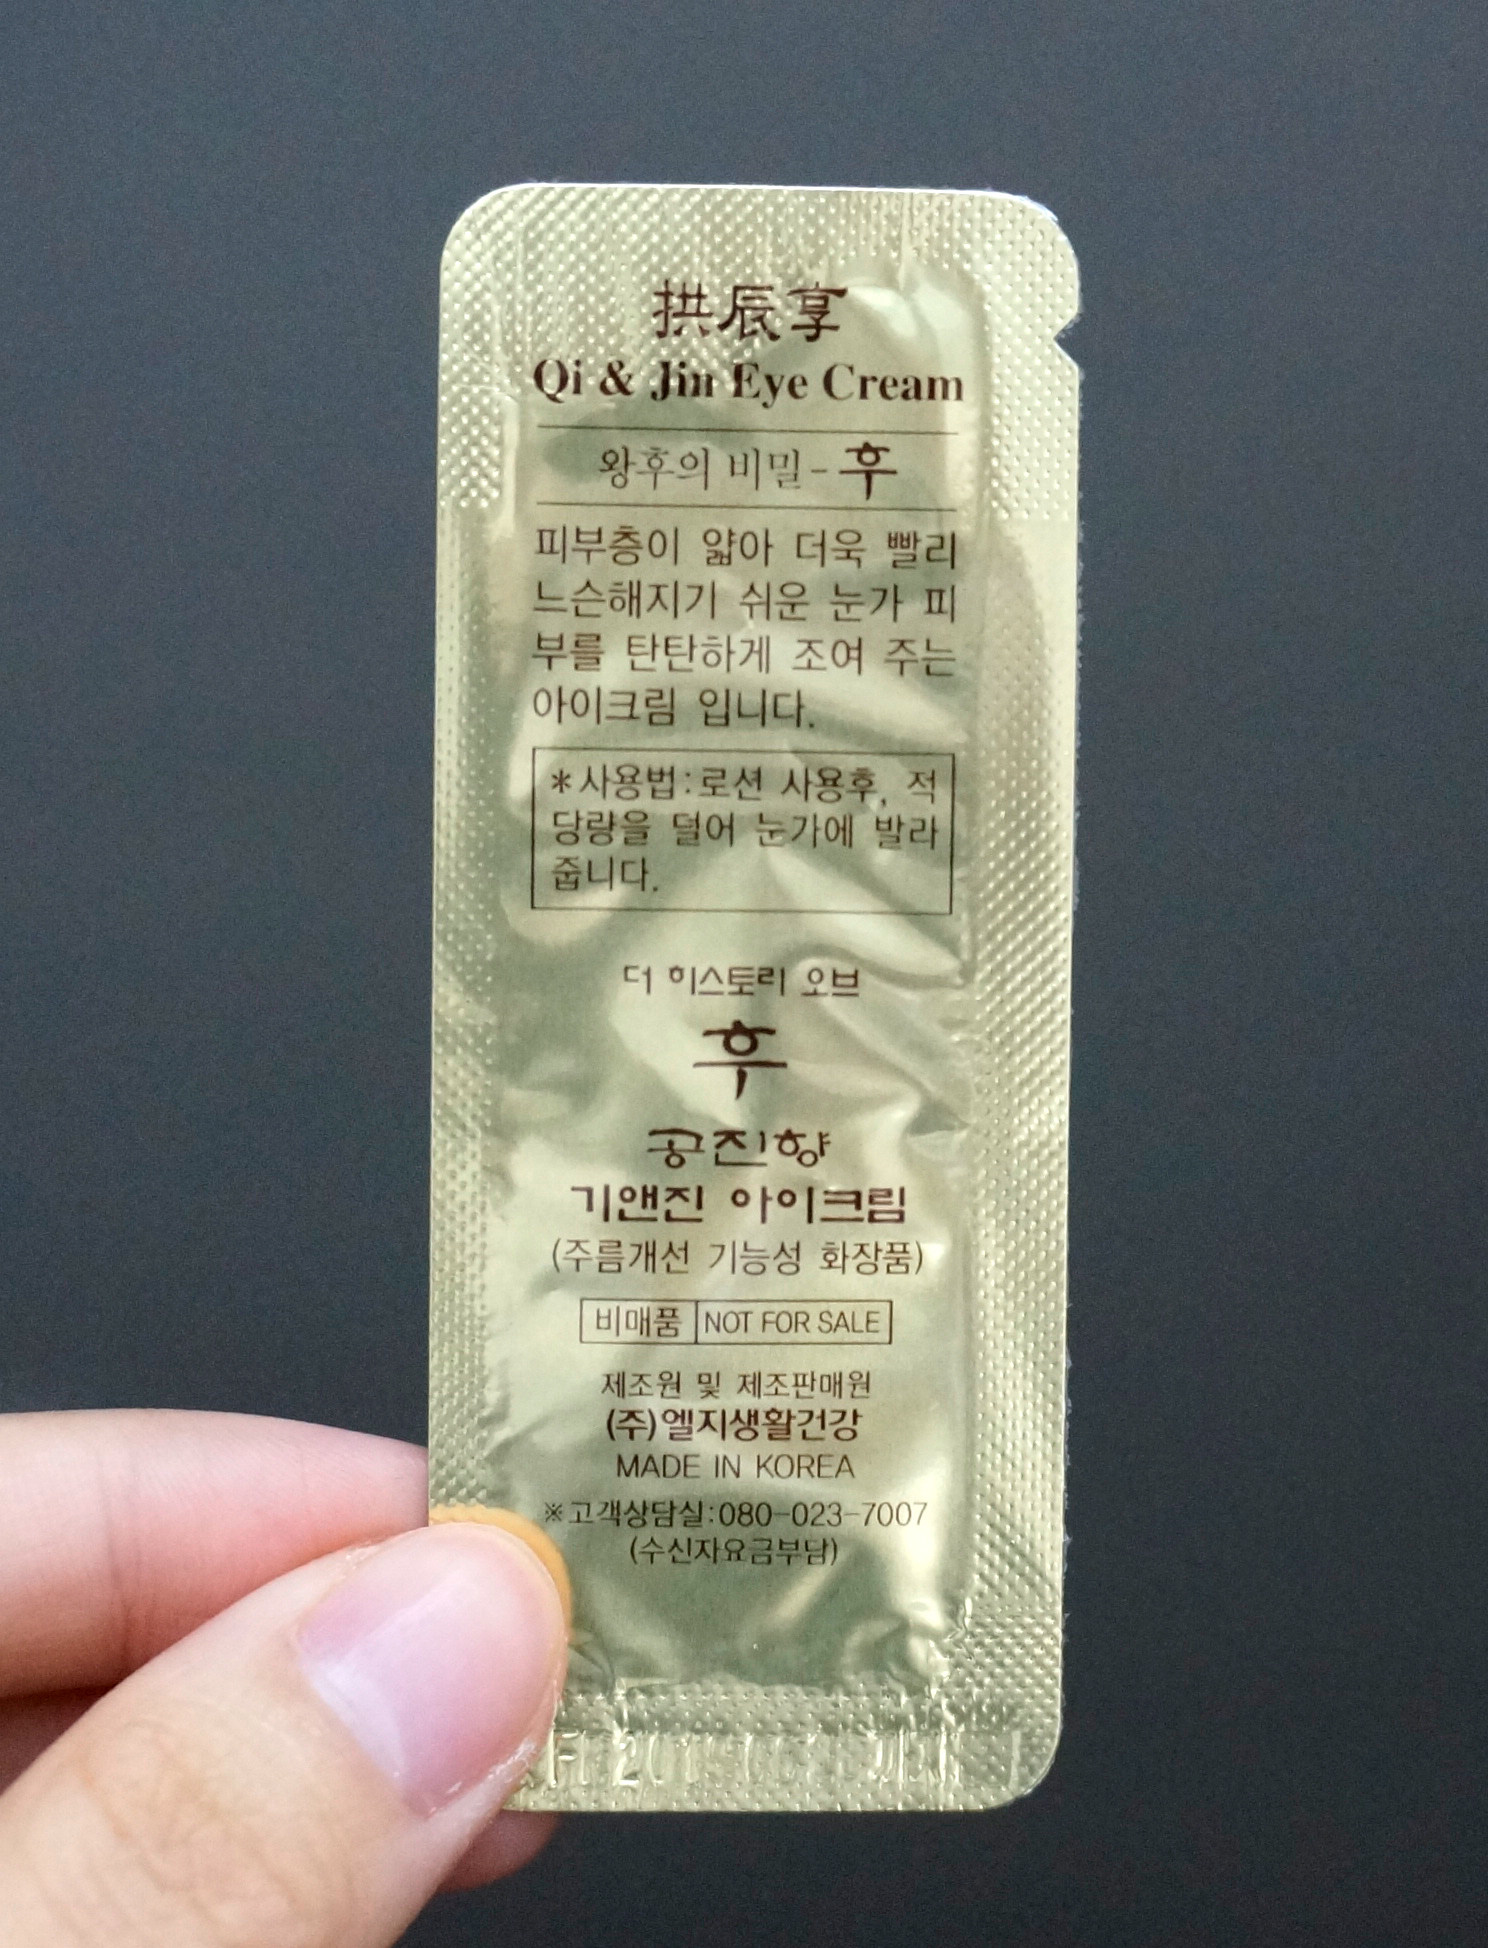 拱辰享
Qi & Jin Eye Cream
왕후의 비밀-후
피부층이 얇아 더욱 빨리
느슨해지기 쉬운 눈가 피
부를 탄탄하게 조여 주는
아이크림 입니다.
*사용법:로션 사용후, 적
당량을 덜어 눈가에 발라
줍니다.
더 히스토리 오브
후
공진향
기앤진 아이크림
(주름개선 기능성 화장품)
비매품 NOT FOR SALE
제조원 및 제조판매원
(주)엘지생활건강
MADE IN KOREA
※고객상담실:080-023-7007
(수신자요금부담)